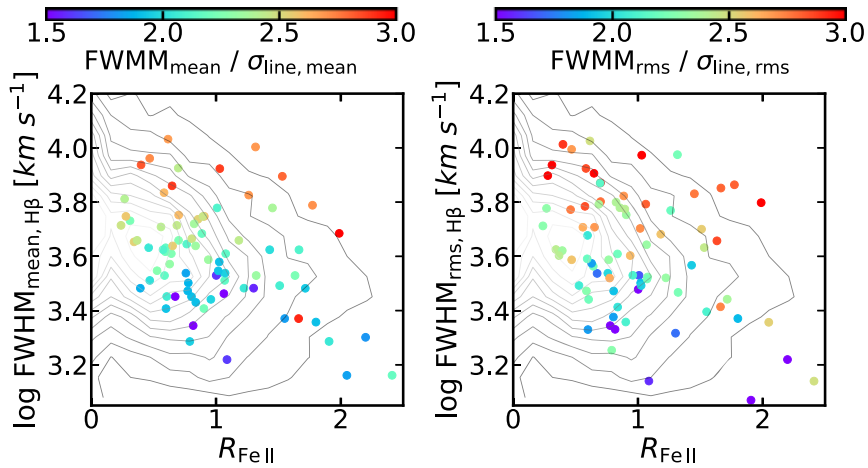 1.5 2.0 2.5 3.0
FWMM_mean / σ_line, mean
log FWHM_mean, Hβ [km s⁻¹]
4.2
4.0
3.8
3.6
3.4
3.2
0 1 2
R_Fe II
1.5 2.0 2.5 3.0
FWMM_rms / σ_line, rms
log FWHM_rms, Hβ [km s⁻¹]
4.2
4.0
3.8
3.6
3.4
3.2
0 1 2
R_Fe II